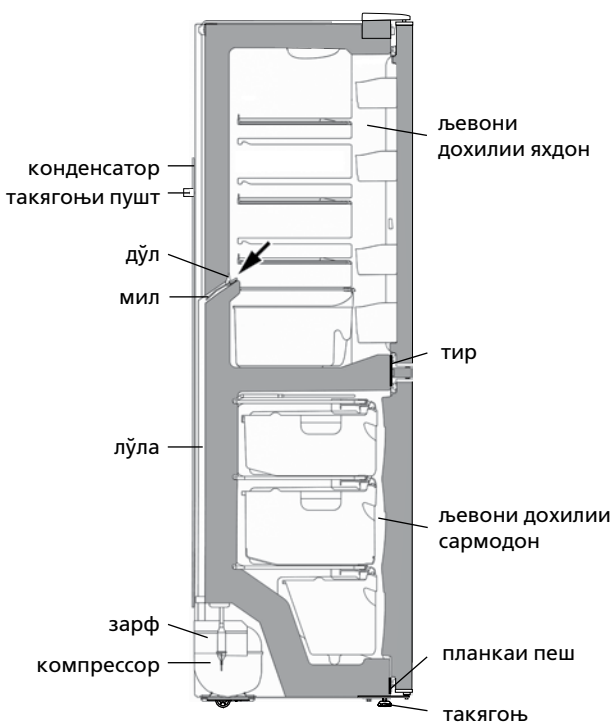 љевони
дохилии яхдон
конденсатор
такягоњи пушт
дӯл
мил
тир
лӯла
љевони дохилии
сармодон
зарф
компрессор
планкаи пеш
такягоњ